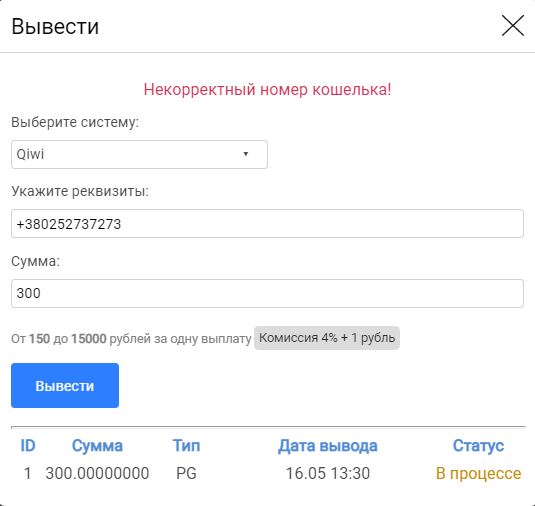 Вывести
Некорректный номер кошелька!
Выберите систему:
Qiwi
Укажите реквизиты:
+380252737273
Сумма:
300
От 150 до 15000 рублей за одну выплату Комиссия 4% + 1 рубль
Вывести
ID Сумма Тип Дата вывода Статус
1 300.00000000 PG 16.05 13:30 В процессе